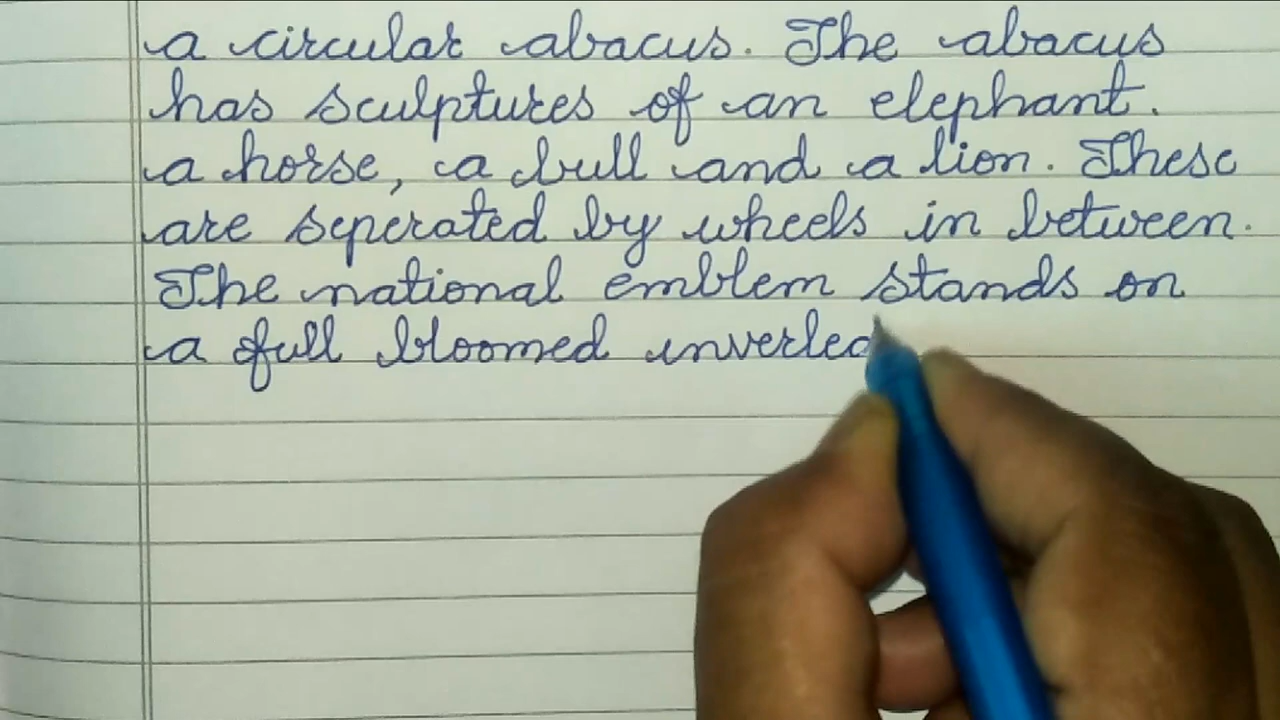 a circular abacus. The abacus
has sculptures of an elephant.
a horse, a bull and a lion. These
are seperated by wheels in between.
The national emblem stands on
a full bloomed inverted